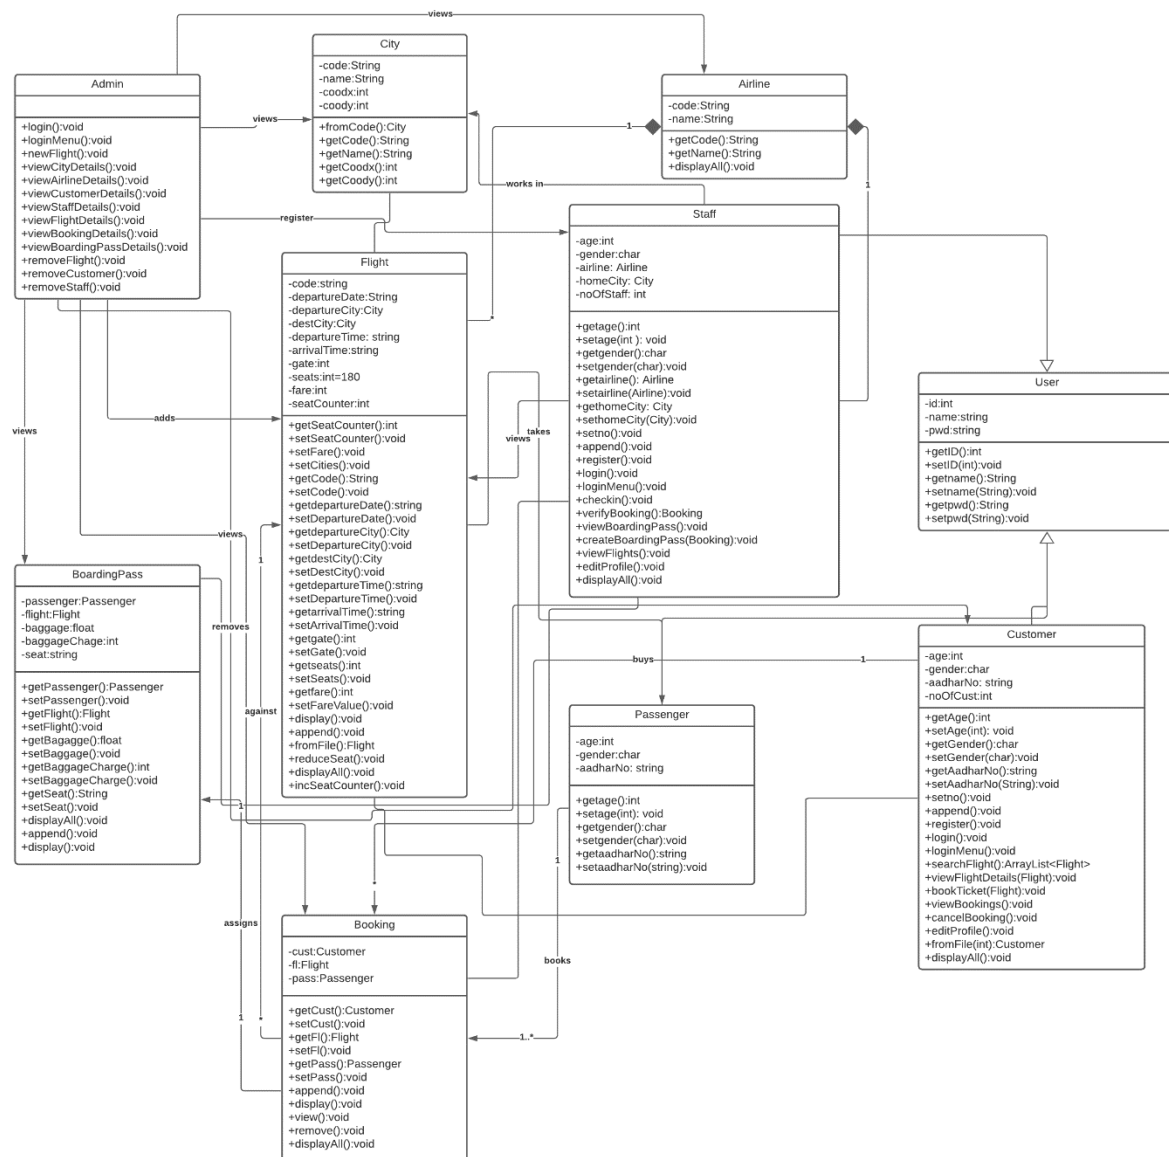 views
City
-code:String
-name:String
-coodx:int
-coody:int
+fromCode():City
+getCode():String
+getName():String
+getCoodx():int
+getCoody():int
Admin
+login():void
+loginMenu():void
+newFlight():void
+viewCityDetails():void
+viewAirlineDetails():void
+viewCustomerDetails():void
+viewStaffDetails():void
+viewFlightDetails():void
+viewBookingDetails():void
+viewBoardingPassDetails():void
+removeFlight():void
+removeCustomer():void
+removeStaff():void
Airline
-code:String
-name:String
+getCode():String
+getName():String
+displayAll():void
views
1
1
works in
register
Staff
-age:int
-gender:char
-airline: Airline
-homeCity: City
-noOfStaff: int
+getage():int
+setage(int ): void
+getgender():char
+setgender(char):void
+getairline(): Airline
+setairline(Airline):void
+gethomeCity: City
+sethomeCity(City):void
+setno():void
+append():void
+register():void
+login():void
+loginMenu():void
+checkin():void
+verifyBooking():Booking
+viewBoardingPass():void
+createBoardingPass(Booking):void
+viewFlights():void
+editProfile():void
+displayAll():void
Flight
-code:string
-departureDate:String
-departureCity:City
-destCity:City
-departureTime: string
-arrivalTime:string
-gate:int
-seats:int=180
-fare:int
-seatCounter:int
+getSeatCounter():int
+setSeatCounter():void
+setFare():void
+setCities():void
+getCode():String
+setCode():void
+getdepartureDate():string
+setDepartureDate():void
+getdepartureCity():City
+setDepartureCity():void
+getdestCity():City
+setDestCity():void
+getdepartureTime():string
+setDepartureTime():void
+getarrivalTime():string
+setArrivalTime():void
+getgate():int
+setGate():void
+getseats():int
+setSeats():void
+getfare():int
+setFareValue():void
+display():void
+append():void
+fromFile():Flight
+reduceSeat():void
+displayAll():void
+incSeatCounter():void
*
User
-id:int
-name:string
-pwd:string
+getID():int
+setID(int):void
+getname():String
+setname(String):void
+getpwd():String
+setpwd(String):void
adds
views
takes
views
views
1
BoardingPass
-passenger:Passenger
-flight:Flight
-baggage:float
-baggageChage:int
-seat:string
+getPassenger():Passenger
+setPassenger():void
+getFlight():Flight
+setFlight():void
+getBagagge():float
+setBaggage():void
+getBaggageCharge():int
+setBaggageCharge():void
+getSeat():String
+setSeat():void
+displayAll():void
+append():void
+display():void
removes
against
1
buys
1
Customer
-age:int
-gender:char
-aadharNo: string
-noOfCust:int
+getAge():int
+setAge(int): void
+getGender():char
+setGender(char):void
+getAadharNo():string
+setAadharNo(String):void
+setno():void
+append():void
+register():void
+login():void
+loginMenu():void
+searchFlight():ArrayList<Flight>
+viewFlightDetails(Flight):void
+bookTicket(Flight):void
+viewBookings():void
+cancelBooking():void
+editProfile():void
+fromFile(int):Customer
+displayAll():void
Passenger
-age:int
-gender:char
-aadharNo: string
+getage():int
+setage(int): void
+getgender():char
+setgender(char):void
+getaadharNo():string
+setaadharNo(string):void
1
*
assigns
books
Booking
-cust:Customer
-fl:Flight
-pass:Passenger
+getCust():Customer
+setCust():void
+getFl():Flight
+setFl():void
+getPass():Passenger
+setPass():void
+append():void
+display():void
+view():void
+remove():void
+displayAll():void
1
*
1..*